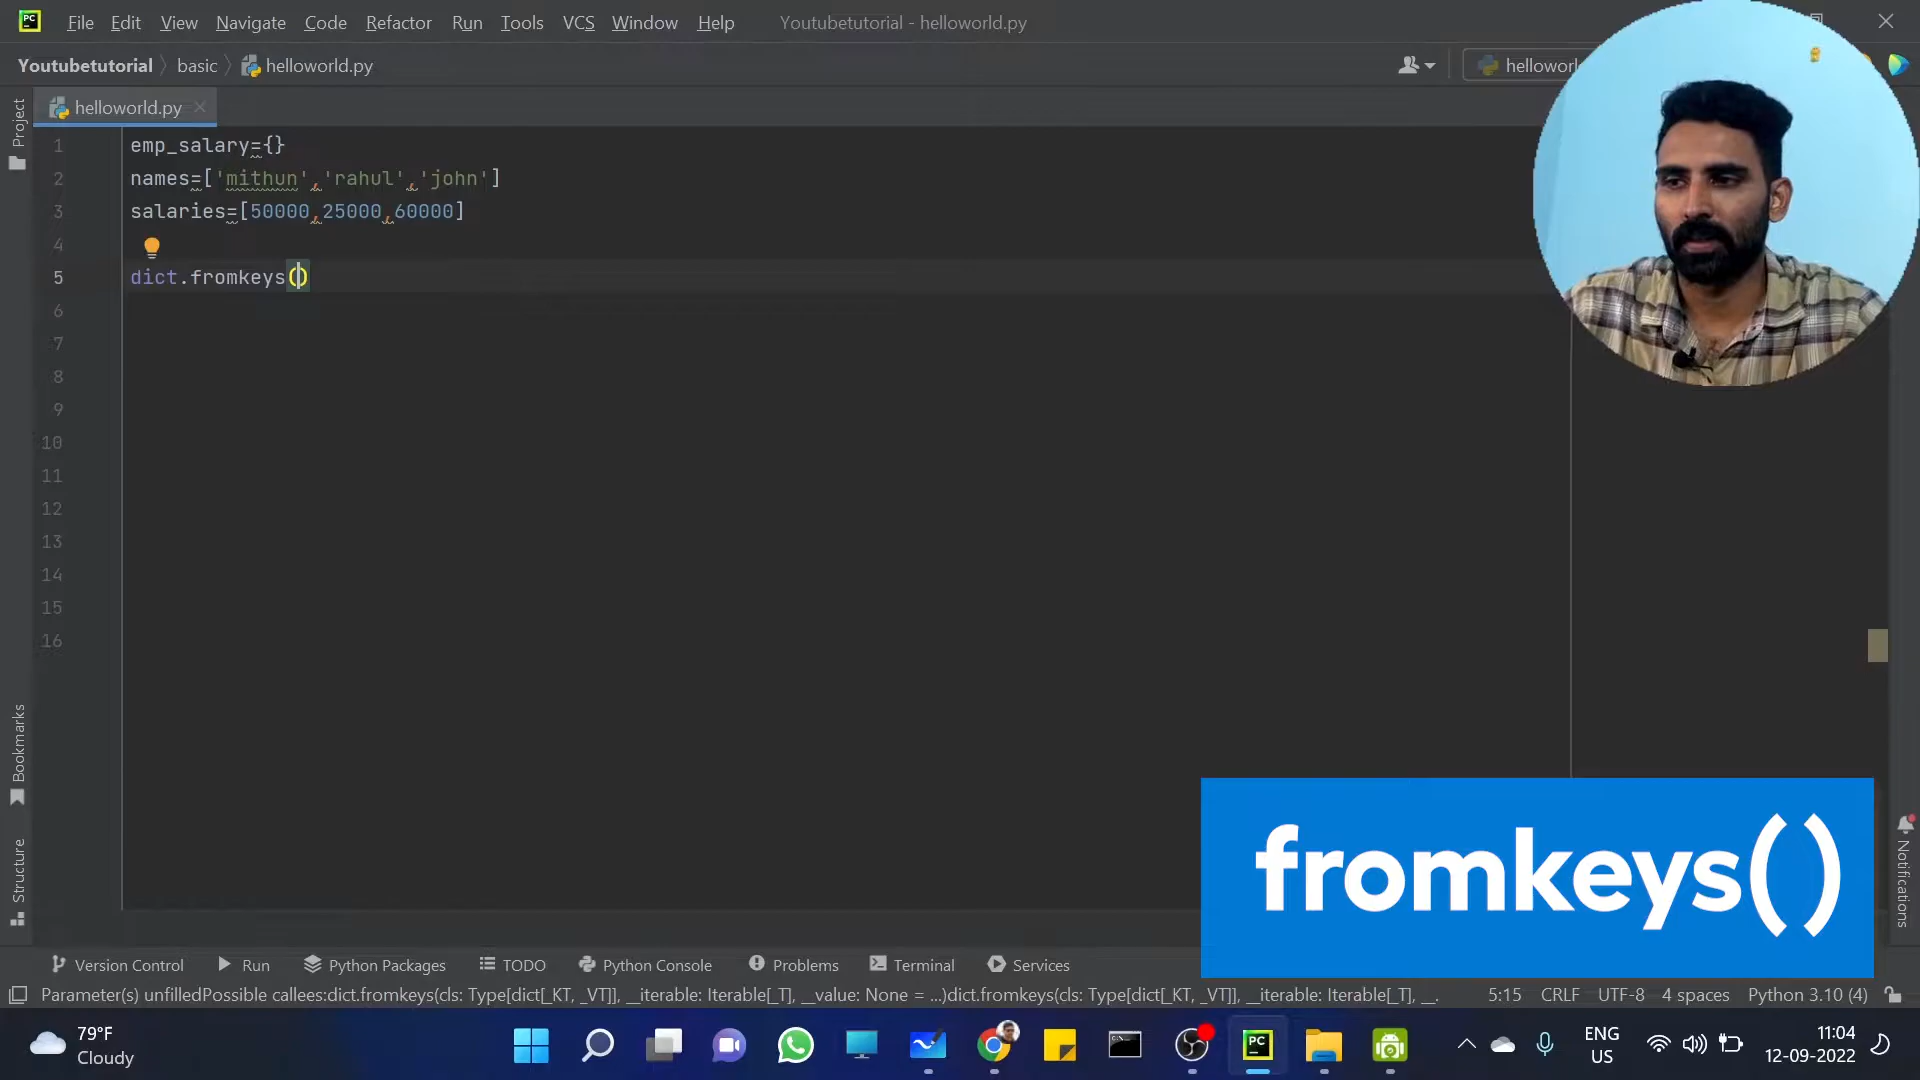 PC File Edit View Navigate Code Refactor Run Tools VCS Window Help Youtubetutorial - helloworld.py
Youtubetutorial basic helloworld.py
helloworld.py
Project
1 emp_salary={}
2 names=['mithun','rahul','john']
3 salaries=[50000,25000,60000]
4
5 dict.fromkeys()
6
7
8
9
10
11
12
13
14
15
16
Bookmarks
Structure
Notifications
fromkeys()
Version Control Run Python Packages TODO Python Console Problems Terminal Services
Parameter(s) unfilledPossible callees:dict.fromkeys(cls: Type[dict[_KT, _VT]], __iterable: Iterable[_T], __value: None = ...)dict.fromkeys(cls: Type[dict[_KT, _VT]], __iterable: Iterable[_T], __. 5:15 CRLF UTF-8 4 spaces Python 3.10 (4)
79°F
Cloudy
PC
ENG
US
11:04
12-09-2022